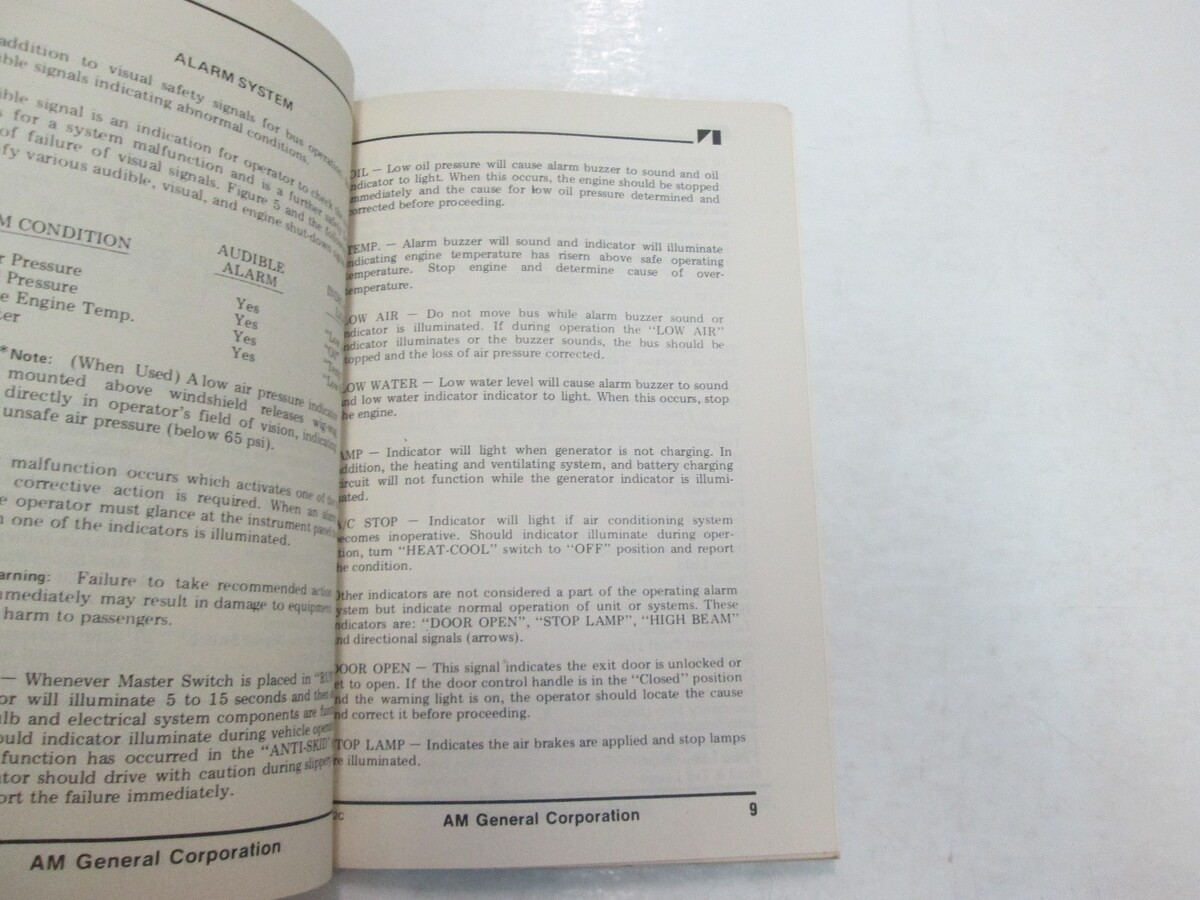 ALARM SYSTEM
addition to visual safety signals for bus operation,
signals indicating abnormal conditions.
signal is an indication for operator to check the
for a system malfunction and is a further safety
of failure of visual signals. Figure 5 and the following
various audible, visual, and engine shut-down
CONDITION
AUDIBLE
ALARM
Pressure
Yes
Pressure
Yes
Engine Temp.
Yes
Yes
*Note: (When Used) A low air pressure indicator
mounted above windshield releases wig-wag
directly in operator's field of vision, indicating
unsafe air pressure (below 65 psi).
malfunction occurs which activates one of the
corrective action is required. When an alarm
operator must glance at the instrument panel
one of the indicators is illuminated.
Failure to take recommended action
may result in damage to equipment
harm to passengers.
— Whenever Master Switch is placed in
will illuminate 5 to 15 seconds and then
and electrical system components are
indicator illuminate during vehicle
function has occurred in the "ANTI-SKID"
should drive with caution during
the failure immediately.
AM General Corporation
OIL — Low oil pressure will cause alarm buzzer to sound and oil
indicator to light. When this occurs, the engine should be stopped
immediately and the cause for low oil pressure determined and
corrected before proceeding.
TEMP. — Alarm buzzer will sound and indicator will illuminate
indicating engine temperature has risern above safe operating
temperature. Stop engine and determine cause of over-
temperature.
LOW AIR — Do not move bus while alarm buzzer sound or
indicator is illuminated. If during operation the "LOW AIR"
indicator illuminates or the buzzer sounds, the bus should be
stopped and the loss of air pressure corrected.
LOW WATER — Low water level will cause alarm buzzer to sound
and low water indicator indicator to light. When this occurs, stop
the engine.
AMP — Indicator will light when generator is not charging. In
addition, the heating and ventilating system, and battery charging
circuit will not function while the generator indicator is illumi-
nated.
A/C STOP — Indicator will light if air conditioning system
becomes inoperative. Should indicator illuminate during oper-
ation, turn "HEAT-COOL" switch to "OFF" position and report
the condition.
Other indicators are not considered a part of the operating alarm
system but indicate normal operation of unit or systems. These
indicators are: "DOOR OPEN", "STOP LAMP", "HIGH BEAM"
and directional signals (arrows).
DOOR OPEN — This signal indicates the exit door is unlocked or
set to open. If the door control handle is in the "Closed" position
and the warning light is on, the operator should locate the cause
and correct it before proceeding.
STOP LAMP — Indicates the air brakes are applied and stop lamps
are illuminated.
AM General Corporation
9